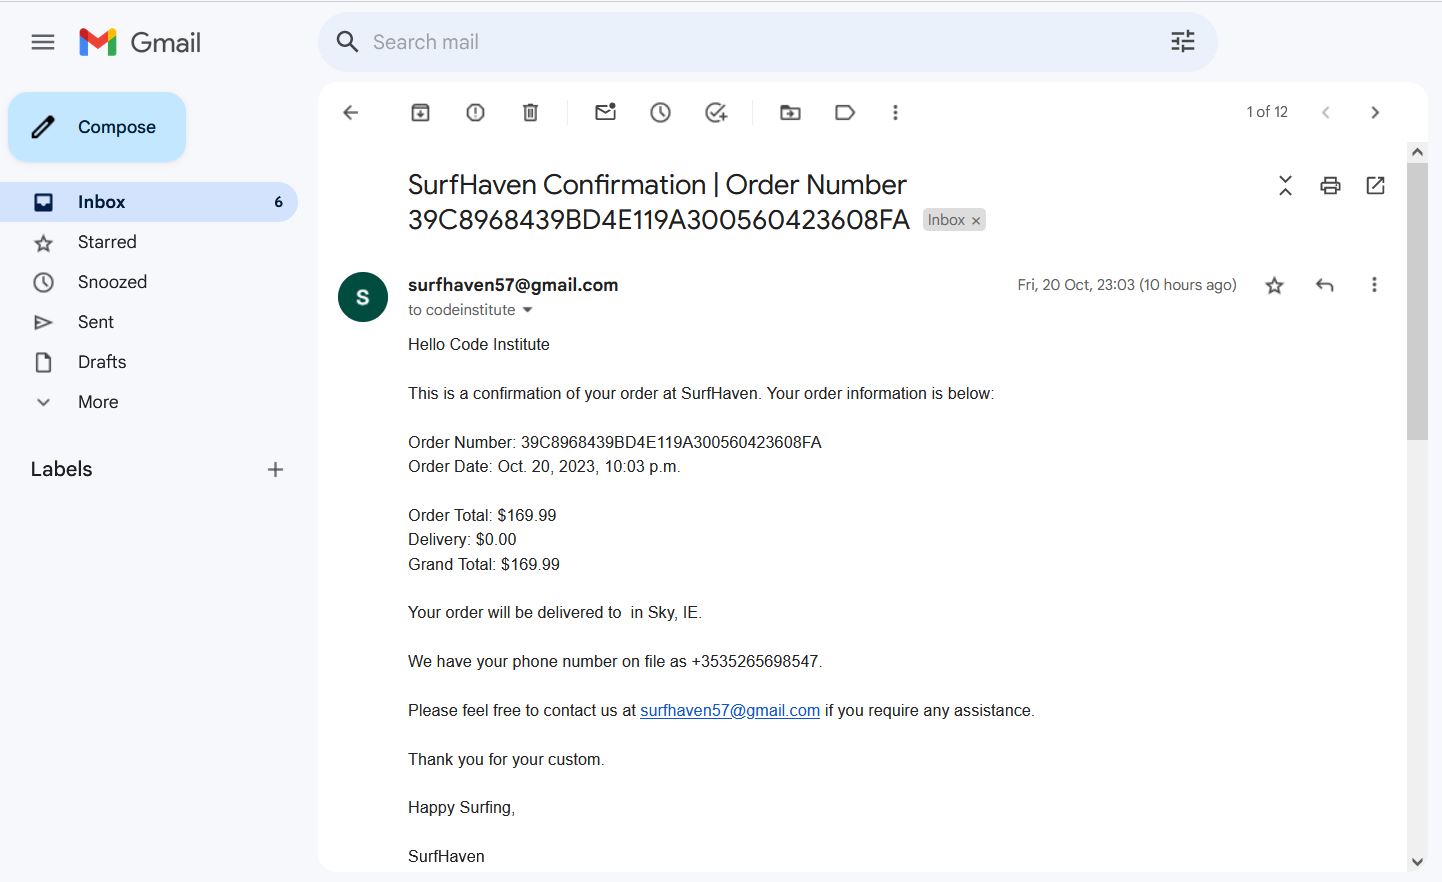 Gmail
Search mail
Compose
Inbox 6
Starred
Snoozed
Sent
Drafts
More
Labels
1 of 12
SurfHaven Confirmation | Order Number
39C8968439BD4E119A300560423608FA Inbox ×
S
surfhaven57@gmail.com Fri, 20 Oct, 23:03 (10 hours ago)
to codeinstitute
Hello Code Institute
This is a confirmation of your order at SurfHaven. Your order information is below:
Order Number: 39C8968439BD4E119A300560423608FA
Order Date: Oct. 20, 2023, 10:03 p.m.
Order Total: $169.99
Delivery: $0.00
Grand Total: $169.99
Your order will be delivered to  in Sky, IE.
We have your phone number on file as +3535265698547.
Please feel free to contact us at surfhaven57@gmail.com if you require any assistance.
Thank you for your custom.
Happy Surfing,
SurfHaven